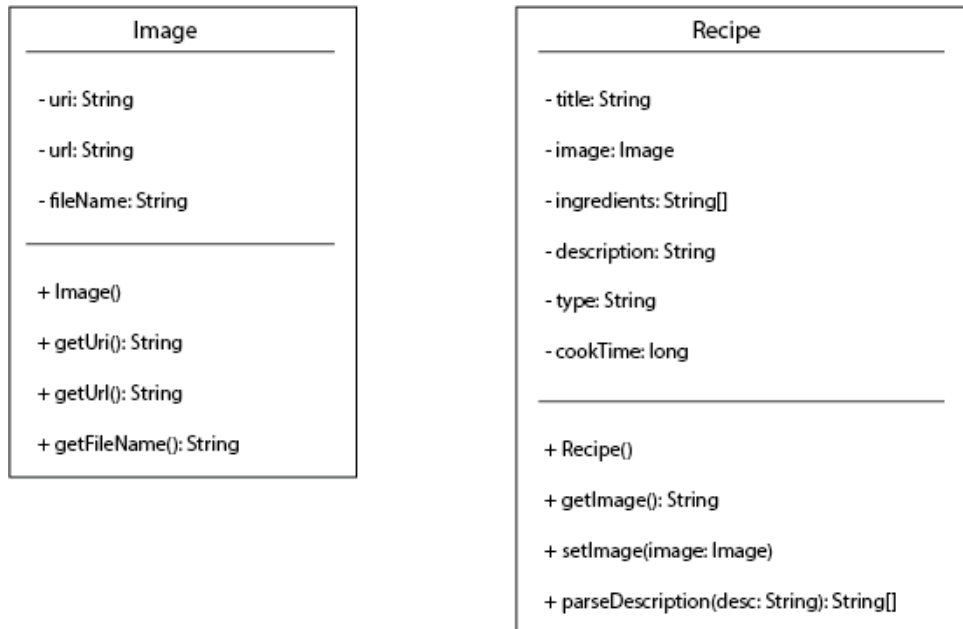 Image
- uri: String
- url: String
- fileName: String
+ Image()
+ getUri(): String
+ getUrl(): String
+ getFileName(): String
Recipe
- title: String
- image: Image
- ingredients: String[]
- description: String
- type: String
- cookTime: long
+ Recipe()
+ getImage(): String
+ setImage(image: Image)
+ parseDescription(desc: String): String[]